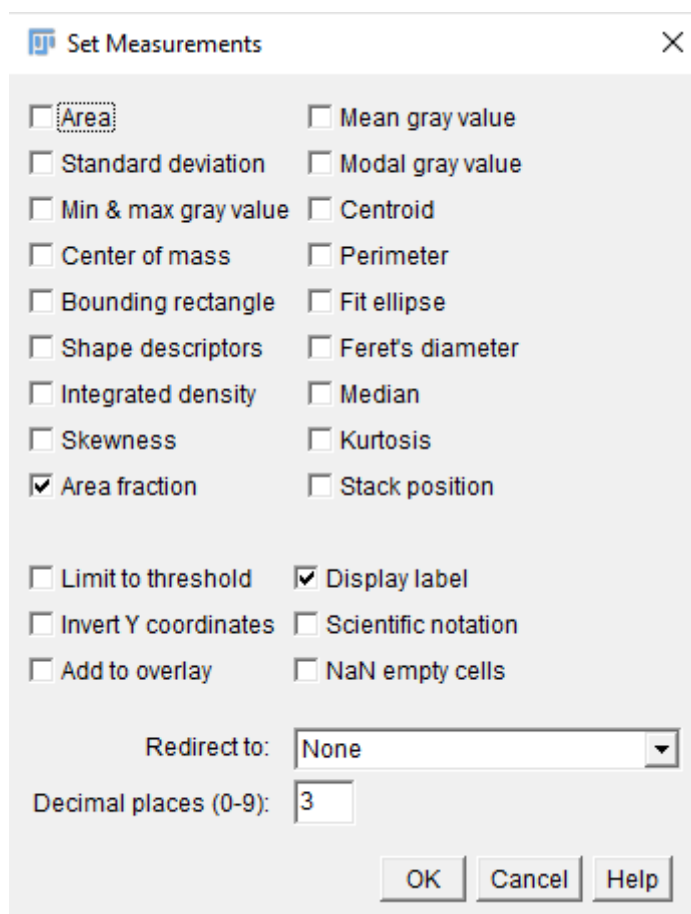 Set Measurements
Area Mean gray value
Standard deviation Modal gray value
Min & max gray value Centroid
Center of mass Perimeter
Bounding rectangle Fit ellipse
Shape descriptors Feret's diameter
Integrated density Median
Skewness Kurtosis
Area fraction Stack position
Limit to threshold Display label
Invert Y coordinates Scientific notation
Add to overlay NaN empty cells
Redirect to: None
Decimal places (0-9): 3
OK Cancel Help